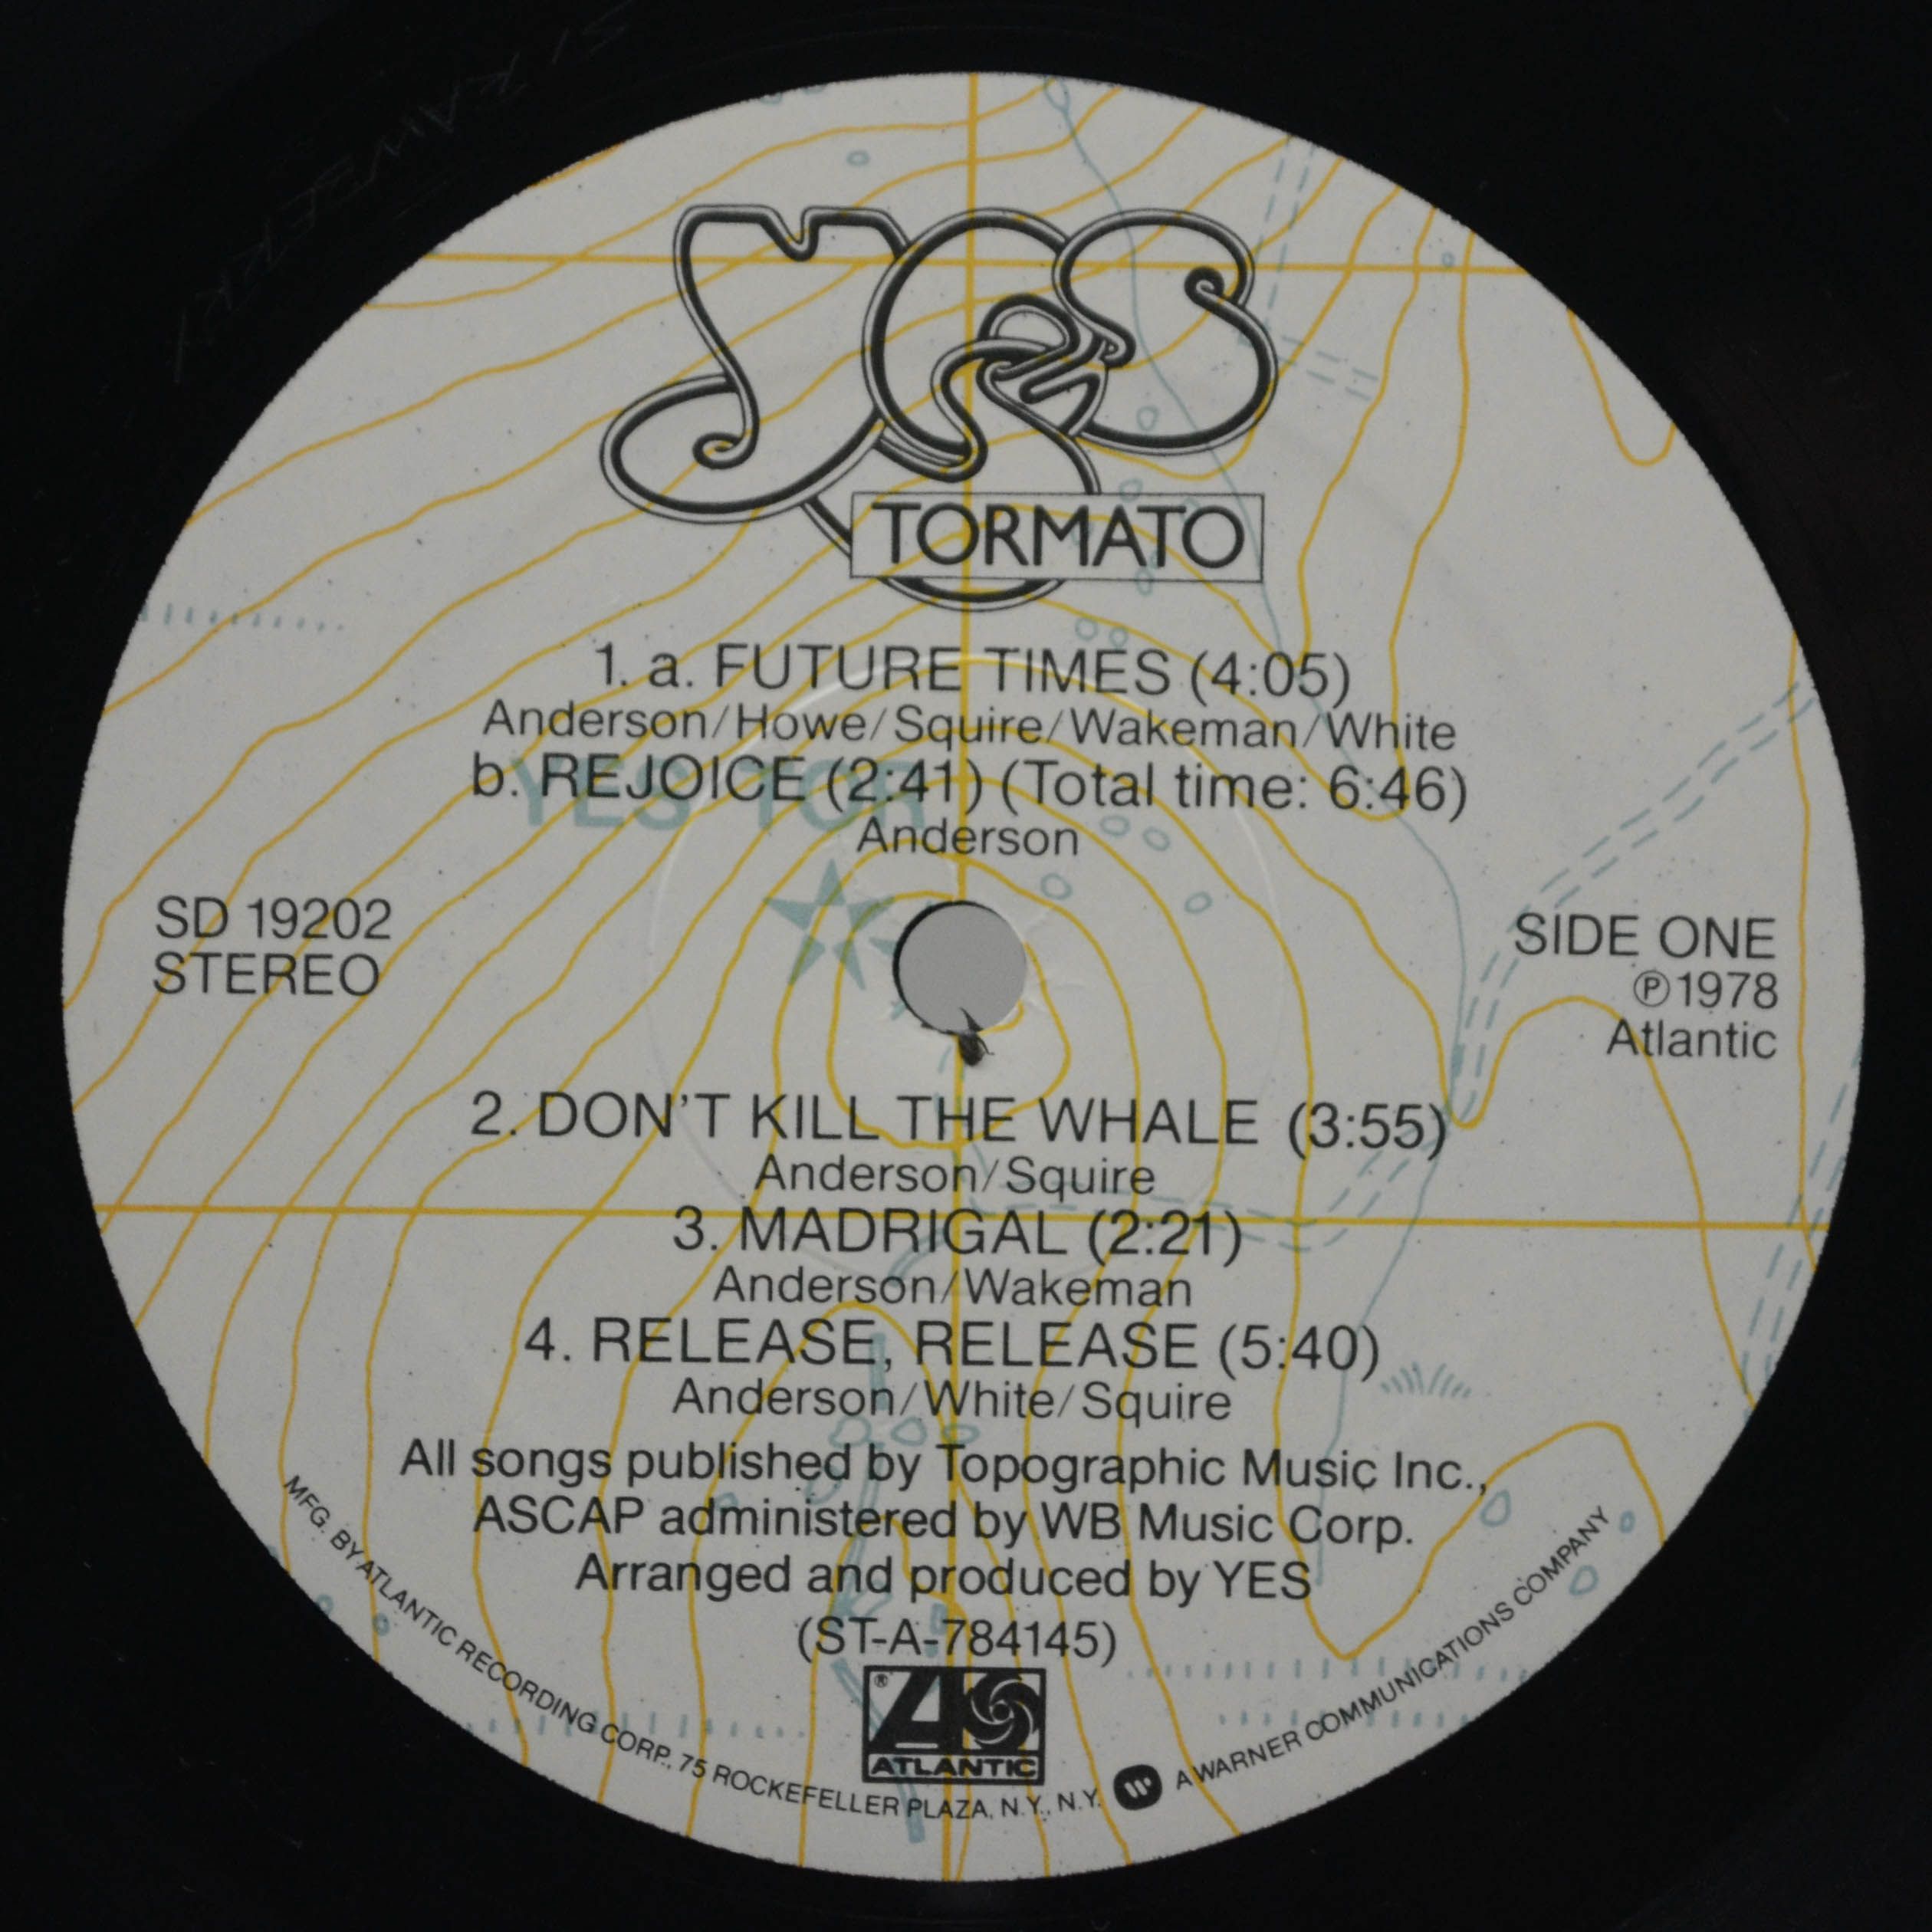 YES
TORMATO
1. a. FUTURE TIMES (4:05)
Anderson/Howe/Squire/Wakeman/White
b. REJOICE (2:41) (Total time: 6:46)
YES TOR
Anderson
SD 19202
STEREO
SIDE ONE
℗1978
Atlantic
2. DON'T KILL THE WHALE (3:55)
Anderson/Squire
3. MADRIGAL (2:21)
Anderson/Wakeman
4. RELEASE, RELEASE (5:40)
Anderson/White/Squire
All songs published by Topographic Music Inc.,
ASCAP administered by WB Music Corp.
Arranged and produced by YES
(ST-A-784145)
®
ATLANTIC
MFG. BY ATLANTIC RECORDING CORP., 75 ROCKEFELLER PLAZA, N.Y., N.Y. A WARNER COMMUNICATIONS COMPANY